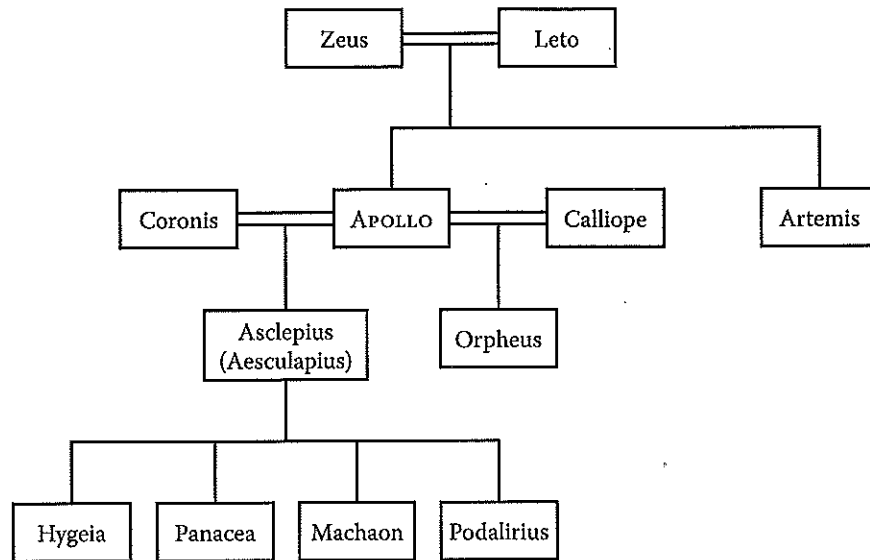 Zeus
Leto
Coronis
APOLLO
Calliope
Artemis
Asclepius
(Aesculapius)
Orpheus
Hygeia
Panacea
Machaon
Podalirius